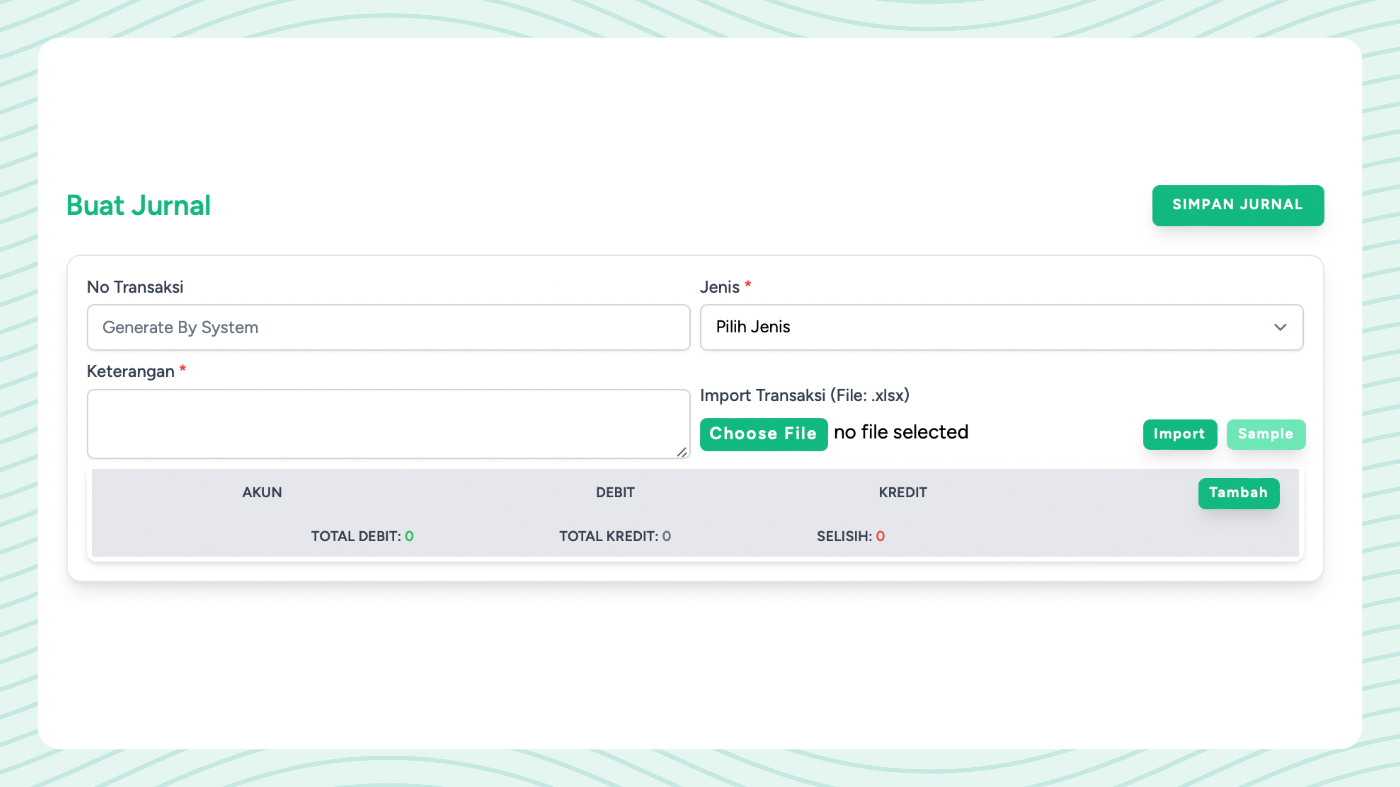 Buat Jurnal
SIMPAN JURNAL
No Transaksi
Generate By System
Jenis *
Pilih Jenis
Keterangan *
Import Transaksi (File: .xlsx)
Choose File no file selected
Import
Sample
AKUN DEBIT KREDIT
Tambah
TOTAL DEBIT: 0 TOTAL KREDIT: 0 SELISIH: 0